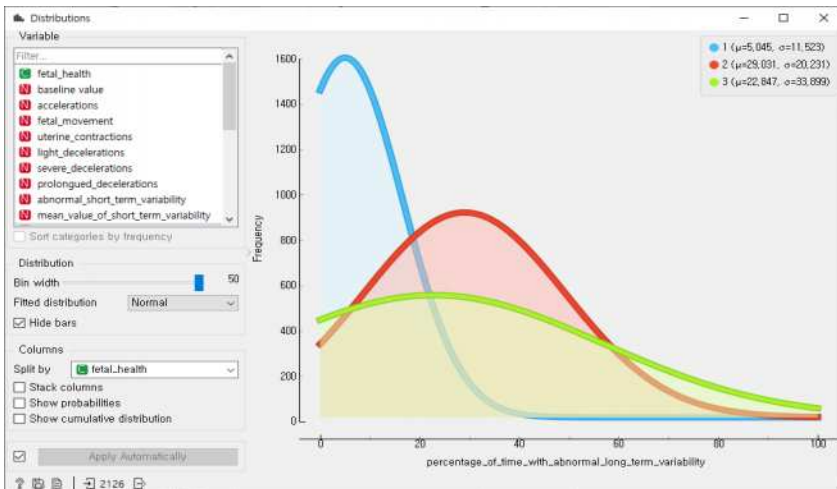 Distributions
Variable
Filter...
fetal_health
baseline value
accelerations
fetal_movement
uterine_contractions
light_decelerations
severe_decelerations
prolongued_decelerations
abnormal_short_term_variability
mean_value_of_short_term_variability
Sort categories by frequency
Distribution
Bin width 50
Fitted distribution Normal
Hide bars
Columns
Split by fetal_health
Stack columns
Show probabilities
Show cumulative distribution
Apply Automatically
? 2126
1 (μ=5,045, σ=11,523)
2 (μ=29,031, σ=20,231)
3 (μ=22,847, σ=33,899)
Frequency
1600
1400
1200
1000
800
600
400
200
0
0 20 40 60 80 100
percentage_of_time_with_abnormal_long_term_variability